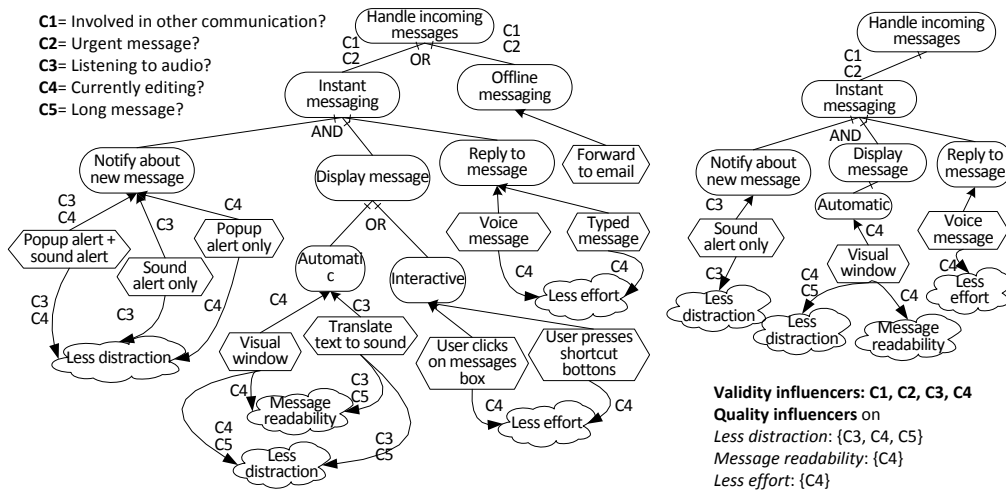 C1= Involved in other communication?
C2= Urgent message?
C3= Listening to audio?
C4= Currently editing?
C5= Long message?
Handle incoming
messages
C1
C2
OR
C1
C2
Instant
messaging
Offline
messaging
AND
Notify about
new message
Display message
Reply to
message
Forward
to email
C3
C4
C3
C4
Popup alert +
sound alert
Sound
alert only
Popup
alert only
OR
Voice
message
Typed
message
Automati
c
Interactive
C4
C4
Less effort
C3
C4
C3
C4
Less distraction
C4
C3
Visual
window
Translate
text to sound
User clicks
on messages
box
User presses
shortcut
bottons
C4
C3
C5
Message
readability
C4
C4
Less effort
C4
C5
C3
C5
Less
distraction
Handle incoming
messages
C1
C2
Instant
messaging
AND
Notify about
new message
Display
message
Reply to
message
C3
Sound
alert only
Automatic
C4
Visual
window
Voice
message
C3
Less
distraction
C4
C5
Less
distraction
C4
Message
readability
C4
Less
effort
Validity influencers: C1, C2, C3, C4
Quality influencers on
Less distraction: {C3, C4, C5}
Message readability: {C4}
Less effort: {C4}